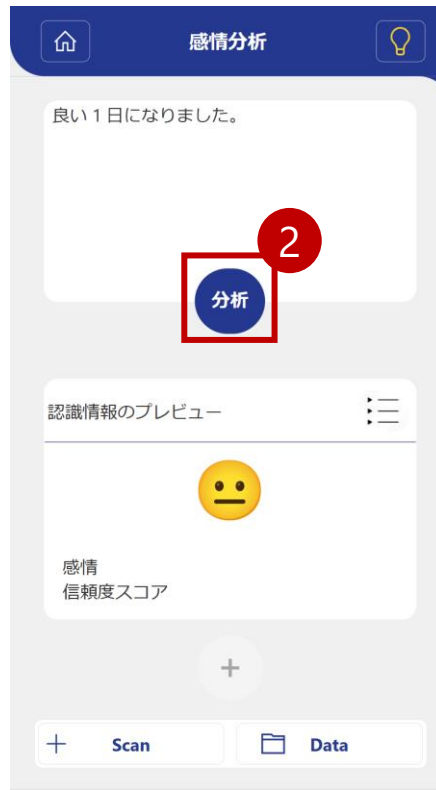 感情分析
良い1日になりました。
2
分析
認識情報のプレビュー
感情
信頼度スコア
+
+ Scan
Data